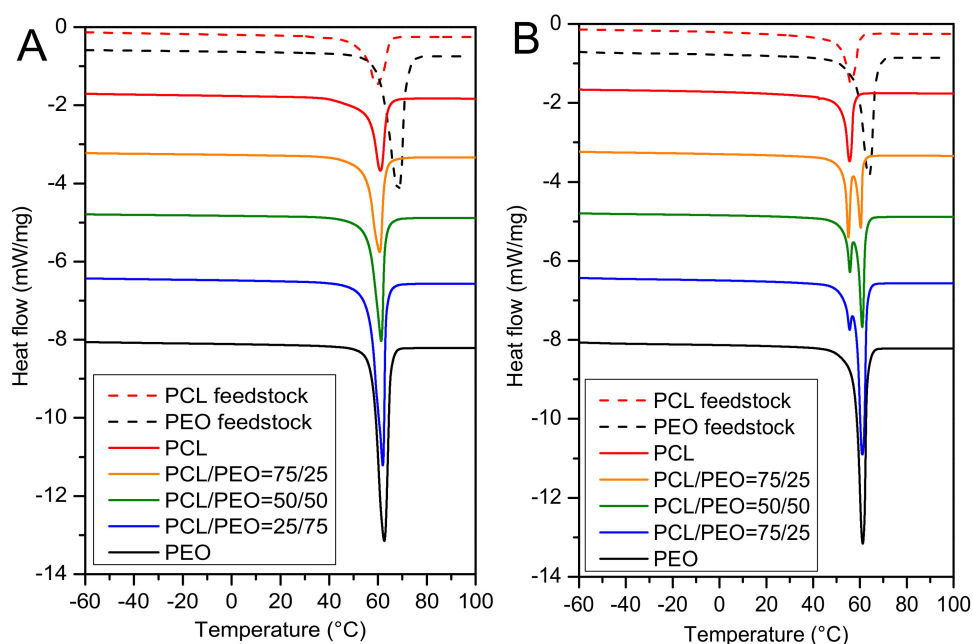 A
0
-2
-4
-6
-8
-10
-12
-14
Heat flow (mW/mg)
PCL feedstock
PEO feedstock
PCL
PCL/PEO=75/25
PCL/PEO=50/50
PCL/PEO=25/75
PEO
-60 -40 -20 0 20 40 60 80 100
Temperature (°C)
B
0
-2
-4
-6
-8
-10
-12
-14
Heat flow (mW/mg)
PCL feedstock
PEO feedstock
PCL
PCL/PEO=75/25
PCL/PEO=50/50
PCL/PEO=75/25
PEO
-60 -40 -20 0 20 40 60 80 100
Temperature (°C)